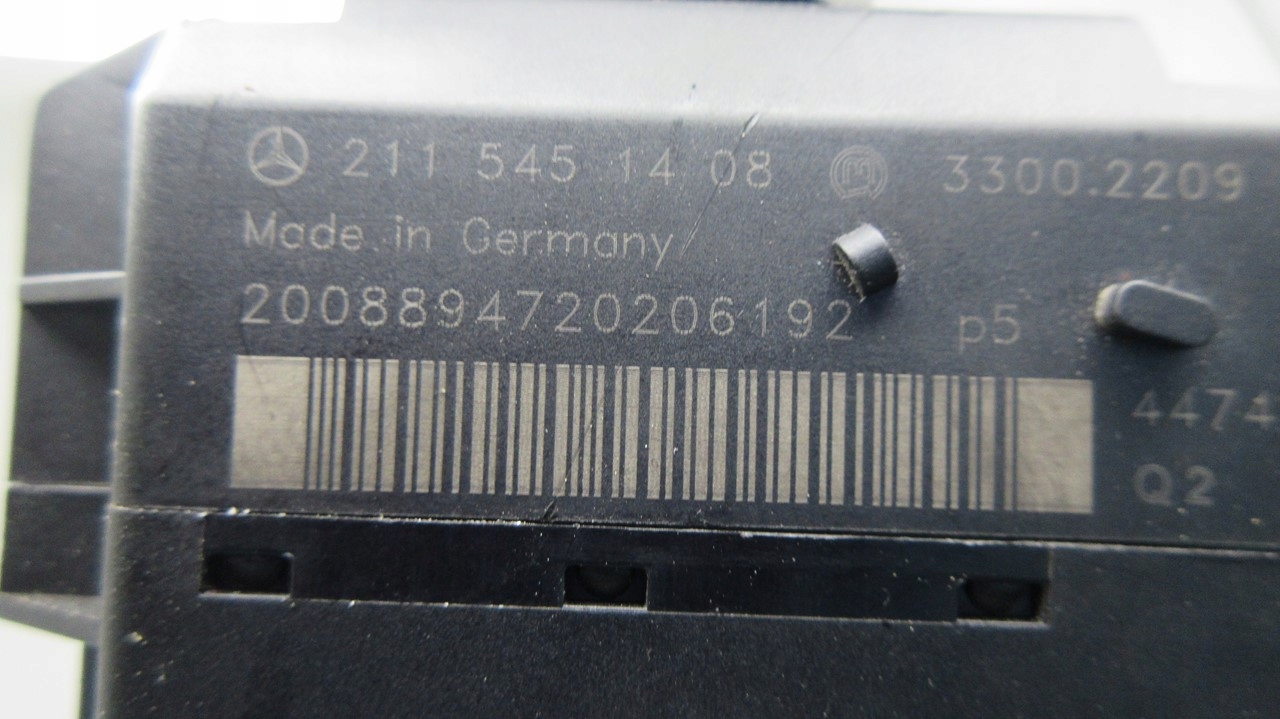 211 545 14 08 M 3300.2209
Made in Germany
2008894720206192 p5
4474
Q2